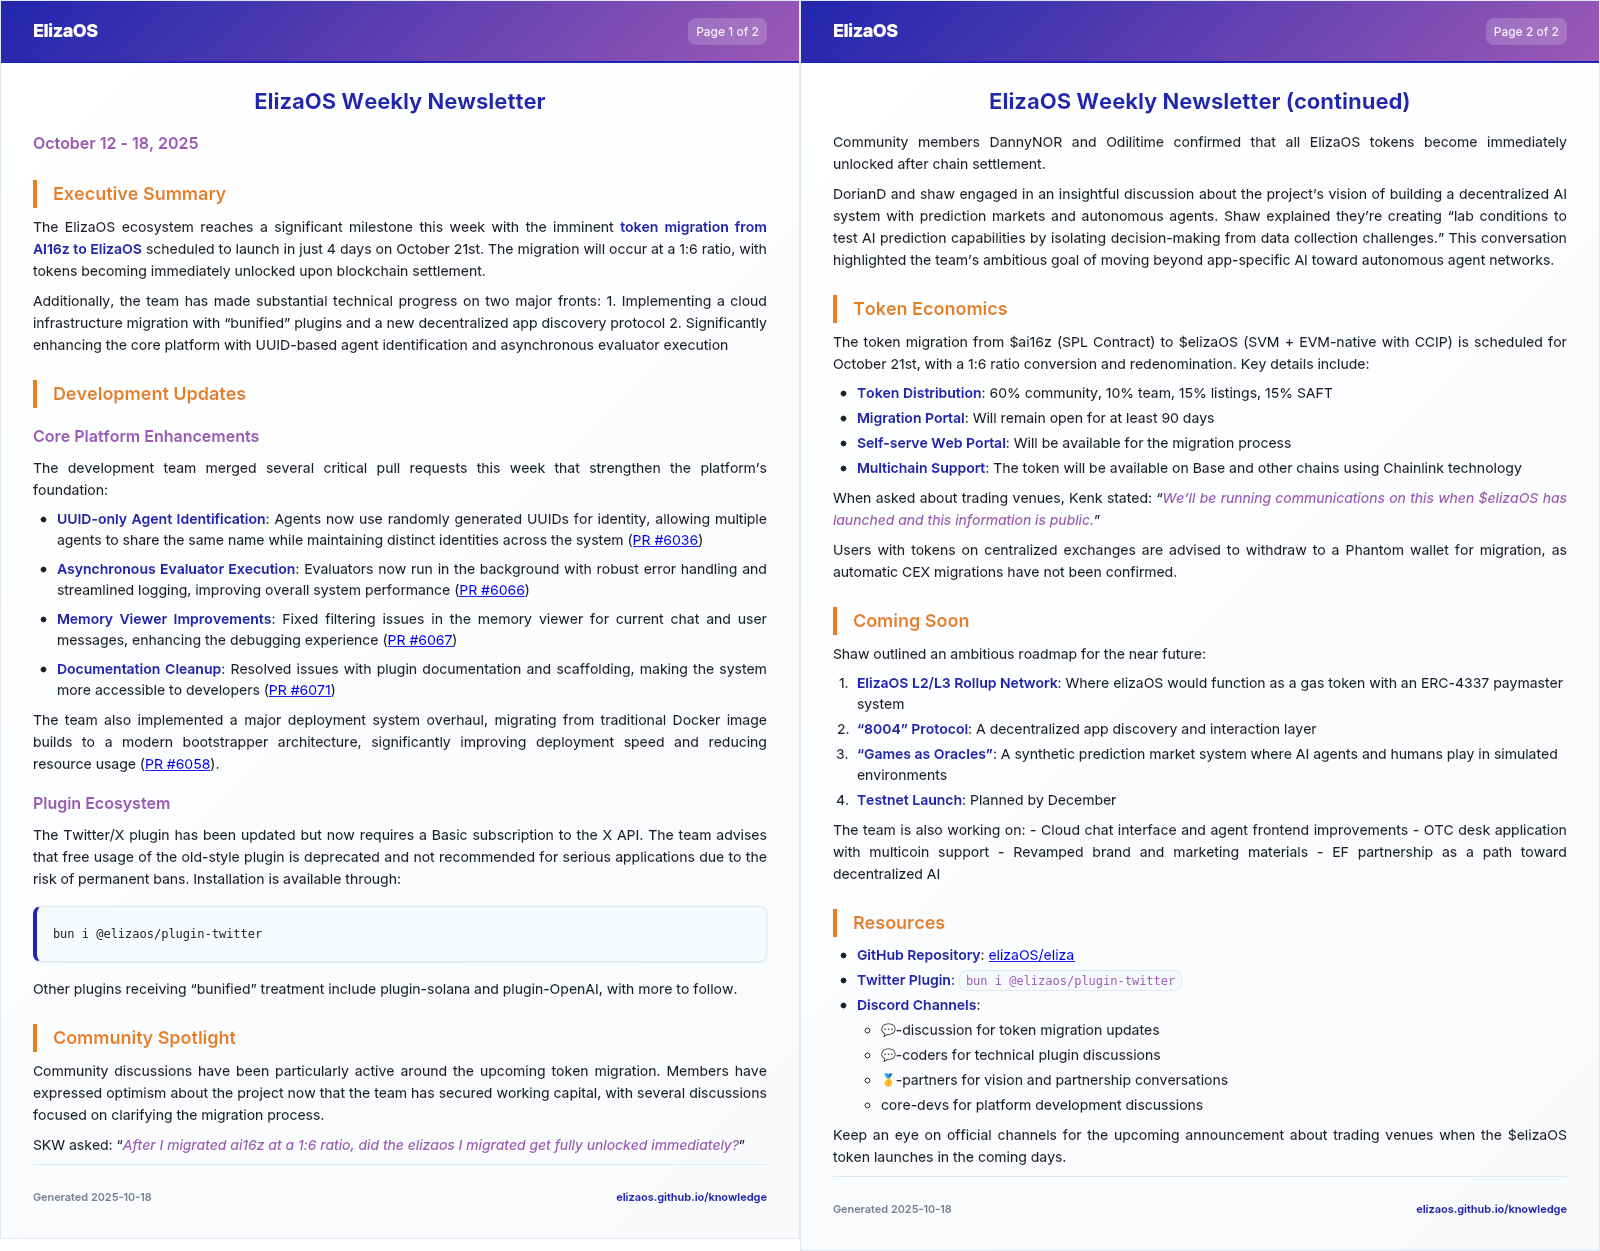 ElizaOS
Page 1 of 2
ElizaOS Weekly Newsletter
October 12 - 18, 2025
Executive Summary
The ElizaOS ecosystem reaches a significant milestone this week with the imminent token migration from
AI16z to ElizaOS scheduled to launch in just 4 days on October 21st. The migration will occur at a 1:6 ratio, with
tokens becoming immediately unlocked upon blockchain settlement.
Additionally, the team has made substantial technical progress on two major fronts: 1. Implementing a cloud
infrastructure migration with “bunified” plugins and a new decentralized app discovery protocol 2. Significantly
enhancing the core platform with UUID-based agent identification and asynchronous evaluator execution
Development Updates
Core Platform Enhancements
The development team merged several critical pull requests this week that strengthen the platform’s
foundation:
• UUID-only Agent Identification: Agents now use randomly generated UUIDs for identity, allowing multiple
agents to share the same name while maintaining distinct identities across the system (PR #6036)
• Asynchronous Evaluator Execution: Evaluators now run in the background with robust error handling and
streamlined logging, improving overall system performance (PR #6066)
• Memory Viewer Improvements: Fixed filtering issues in the memory viewer for current chat and user
messages, enhancing the debugging experience (PR #6067)
• Documentation Cleanup: Resolved issues with plugin documentation and scaffolding, making the system
more accessible to developers (PR #6071)
The team also implemented a major deployment system overhaul, migrating from traditional Docker image
builds to a modern bootstrapper architecture, significantly improving deployment speed and reducing
resource usage (PR #6058).
Plugin Ecosystem
The Twitter/X plugin has been updated but now requires a Basic subscription to the X API. The team advises
that free usage of the old-style plugin is deprecated and not recommended for serious applications due to the
risk of permanent bans. Installation is available through:
bun i @elizaos/plugin-twitter
Other plugins receiving “bunified” treatment include plugin-solana and plugin-OpenAI, with more to follow.
Community Spotlight
Community discussions have been particularly active around the upcoming token migration. Members have
expressed optimism about the project now that the team has secured working capital, with several discussions
focused on clarifying the migration process.
SKW asked: “After I migrated ai16z at a 1:6 ratio, did the elizaos I migrated get fully unlocked immediately?”
Generated 2025-10-18
elizaos.github.io/knowledge
ElizaOS
Page 2 of 2
ElizaOS Weekly Newsletter (continued)
Community members DannyNOR and Odilitime confirmed that all ElizaOS tokens become immediately
unlocked after chain settlement.
DorianD and shaw engaged in an insightful discussion about the project’s vision of building a decentralized AI
system with prediction markets and autonomous agents. Shaw explained they’re creating “lab conditions to
test AI prediction capabilities by isolating decision-making from data collection challenges.” This conversation
highlighted the team’s ambitious goal of moving beyond app-specific AI toward autonomous agent networks.
Token Economics
The token migration from $ai16z (SPL Contract) to $elizaOS (SVM + EVM-native with CCIP) is scheduled for
October 21st, with a 1:6 ratio conversion and redenomination. Key details include:
• Token Distribution: 60% community, 10% team, 15% listings, 15% SAFT
• Migration Portal: Will remain open for at least 90 days
• Self-serve Web Portal: Will be available for the migration process
• Multichain Support: The token will be available on Base and other chains using Chainlink technology
When asked about trading venues, Kenk stated: “We’ll be running communications on this when $elizaOS has
launched and this information is public.”
Users with tokens on centralized exchanges are advised to withdraw to a Phantom wallet for migration, as
automatic CEX migrations have not been confirmed.
Coming Soon
Shaw outlined an ambitious roadmap for the near future:
1. ElizaOS L2/L3 Rollup Network: Where elizaOS would function as a gas token with an ERC-4337 paymaster
system
2. “8004” Protocol: A decentralized app discovery and interaction layer
3. “Games as Oracles”: A synthetic prediction market system where AI agents and humans play in simulated
environments
4. Testnet Launch: Planned by December
The team is also working on: - Cloud chat interface and agent frontend improvements - OTC desk application
with multicoin support - Revamped brand and marketing materials - EF partnership as a path toward
decentralized AI
Resources
• GitHub Repository: elizaOS/eliza
• Twitter Plugin: bun i @elizaos/plugin-twitter
• Discord Channels:
◦ 💬-discussion for token migration updates
◦ 💬-coders for technical plugin discussions
◦ 🥇-partners for vision and partnership conversations
◦ core-devs for platform development discussions
Keep an eye on official channels for the upcoming announcement about trading venues when the $elizaOS
token launches in the coming days.
Generated 2025-10-18
elizaos.github.io/knowledge